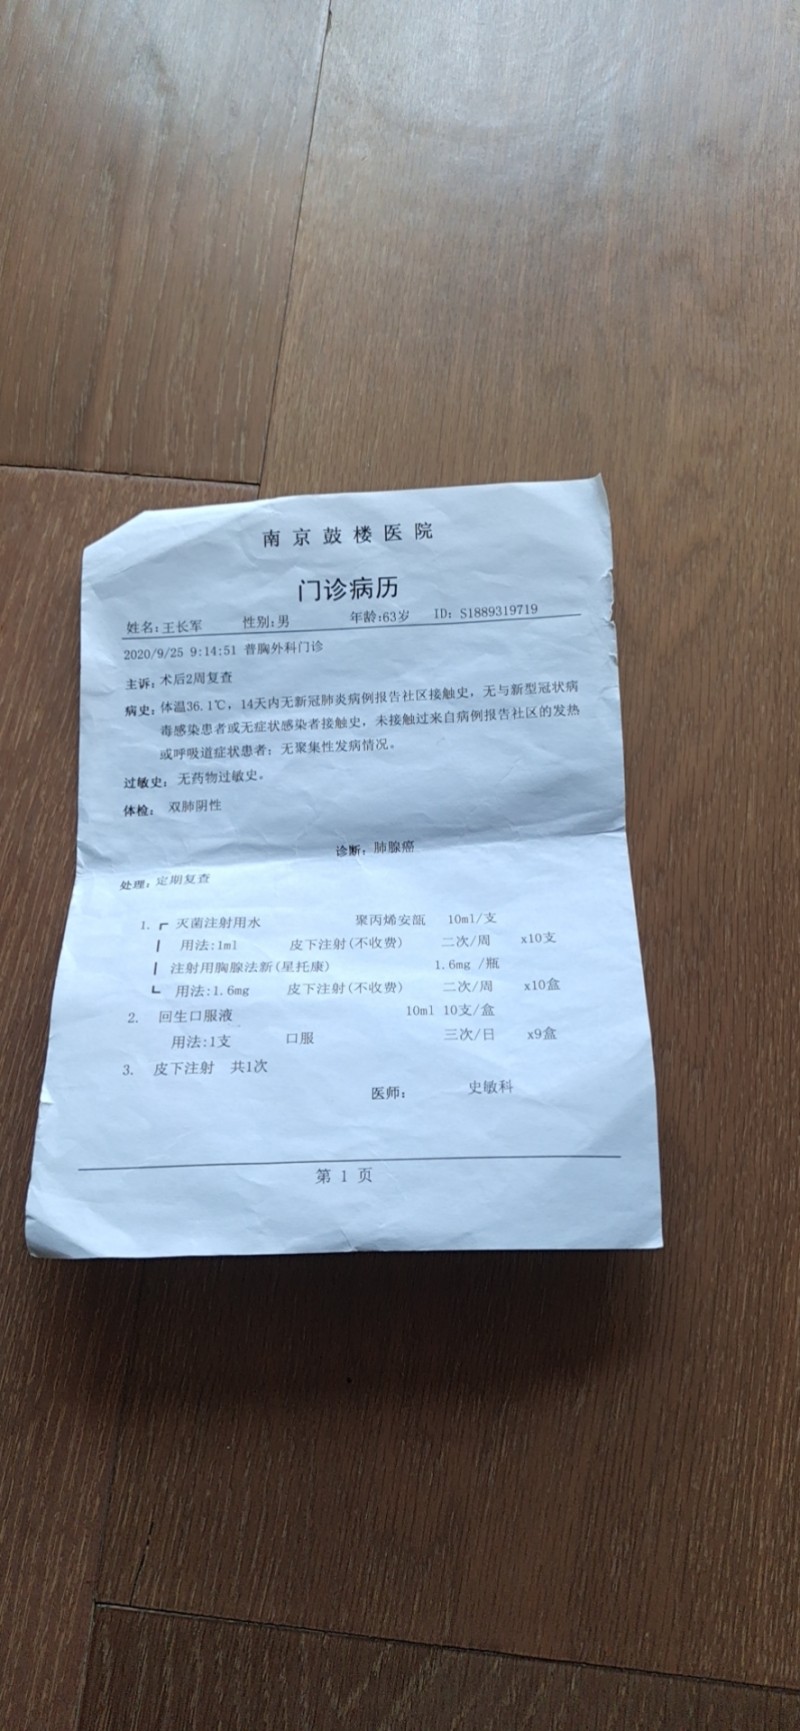 南京鼓楼医院
门诊病历
姓名:王长军 性别:男 年龄:63岁 ID: S1889319719
2020/9/25 9:14:51 普胸外科门诊
主诉: 术后2周复查
病史: 体温36.1℃, 14天内无新冠肺炎病例报告社区接触史, 无与新型冠状病
毒感染患者或无症状感染者接触史, 未接触过来自病例报告社区的发热
或呼吸道症状患者; 无聚集性发病情况。
过敏史: 无药物过敏史。
体检: 双肺阴性
诊断: 肺腺癌
处理: 定期复查
1. ┌ 灭菌注射用水 聚丙烯安瓿 10ml/支
| 用法:1ml 皮下注射(不收费) 二次/周 x10支
| 注射用胸腺法新(星托康) 1.6mg /瓶
└ 用法:1.6mg 皮下注射(不收费) 二次/周 x10盒
2. 回生口服液 10ml 10支/盒
用法:1支 口服 三次/日 x9盒
3. 皮下注射 共1次
医师: 史敏科
第 1 页